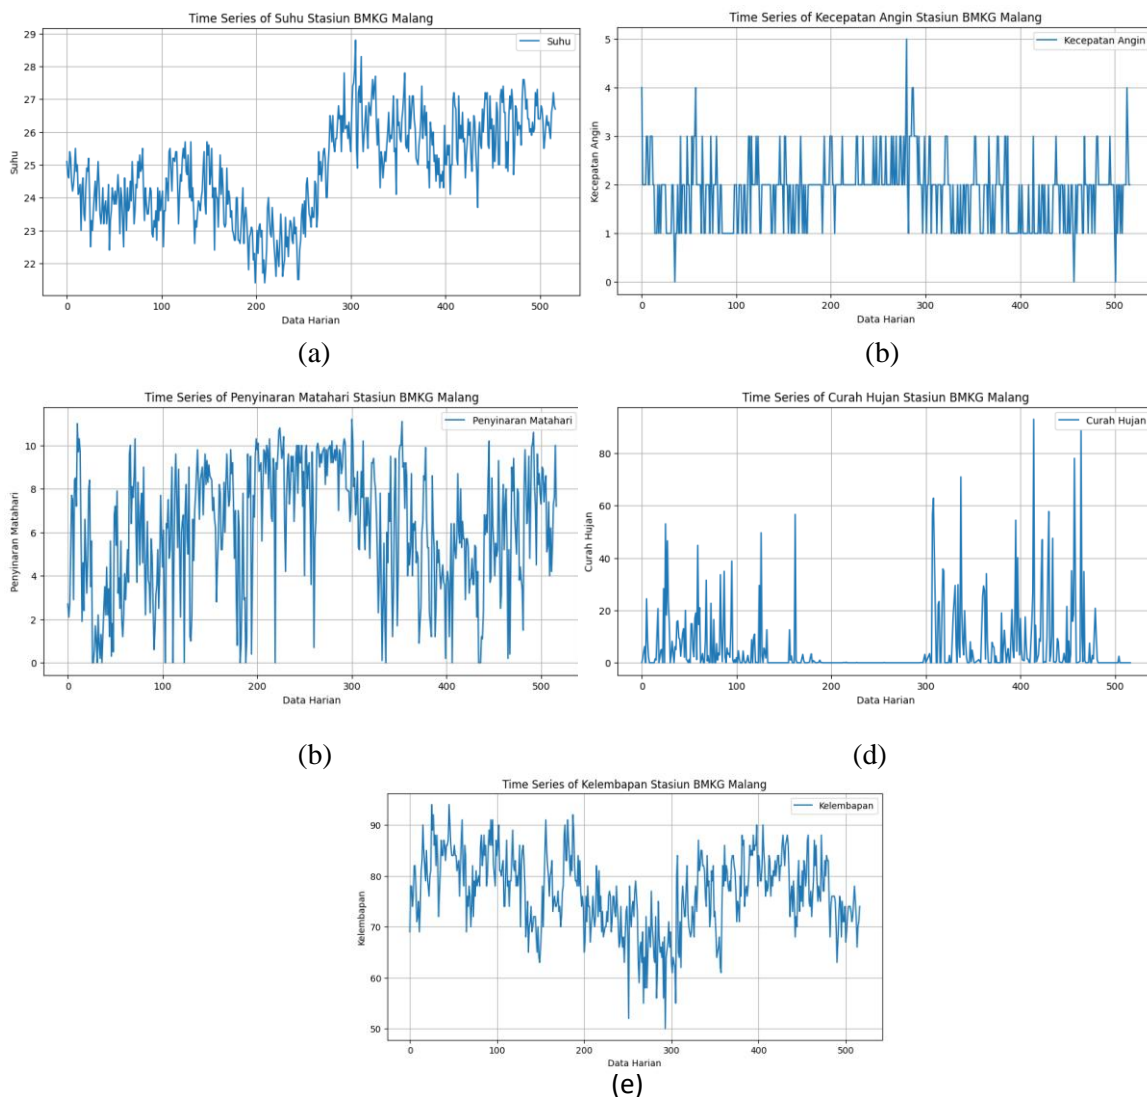 Time Series of Suhu Stasiun BMKG Malang
Suhu
29
28
27
26
25
24
23
22
Suhu
0
100
200
300
400
500
Data Harian
(a)
Time Series of Kecepatan Angin Stasiun BMKG Malang
Kecepatan Angin
5
4
3
2
1
0
Kecepatan Angin
0
100
200
300
400
500
Data Harian
(b)
Time Series of Penyinaran Matahari Stasiun BMKG Malang
Penyinaran Matahari
10
8
6
4
2
0
Penyinaran Matahari
0
100
200
300
400
500
Data Harian
(b)
Time Series of Curah Hujan Stasiun BMKG Malang
Curah Hujan
80
60
40
20
0
Curah Hujan
0
100
200
300
400
500
Data Harian
(d)
Time Series of Kelembapan Stasiun BMKG Malang
Kelembapan
90
80
70
60
50
Kelembapan
0
100
200
300
400
500
Data Harian
(e)